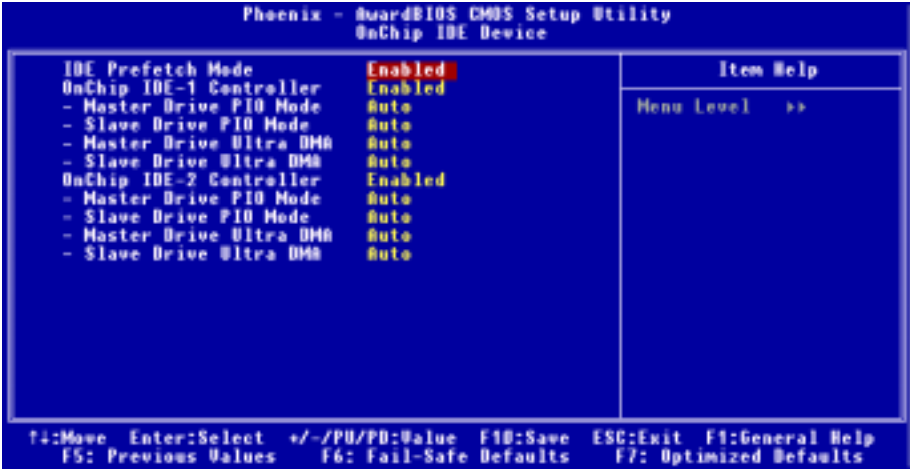 Phoenix - AwardBIOS CMOS Setup Utility
OnChip IDE Device
IDE Prefetch Mode Enabled
OnChip IDE-1 Controller Enabled
- Master Drive PIO Mode Auto
- Slave Drive PIO Mode Auto
- Master Drive Ultra DMA Auto
- Slave Drive Ultra DMA Auto
OnChip IDE-2 Controller Enabled
- Master Drive PIO Mode Auto
- Slave Drive PIO Mode Auto
- Master Drive Ultra DMA Auto
- Slave Drive Ultra DMA Auto
Item Help
Menu Level ▸▸
↑↓:Move Enter:Select +/-/PU/PD:Value F10:Save ESC:Exit F1:General Help
F5: Previous Values F6: Fail-Safe Defaults F7: Optimized Defaults